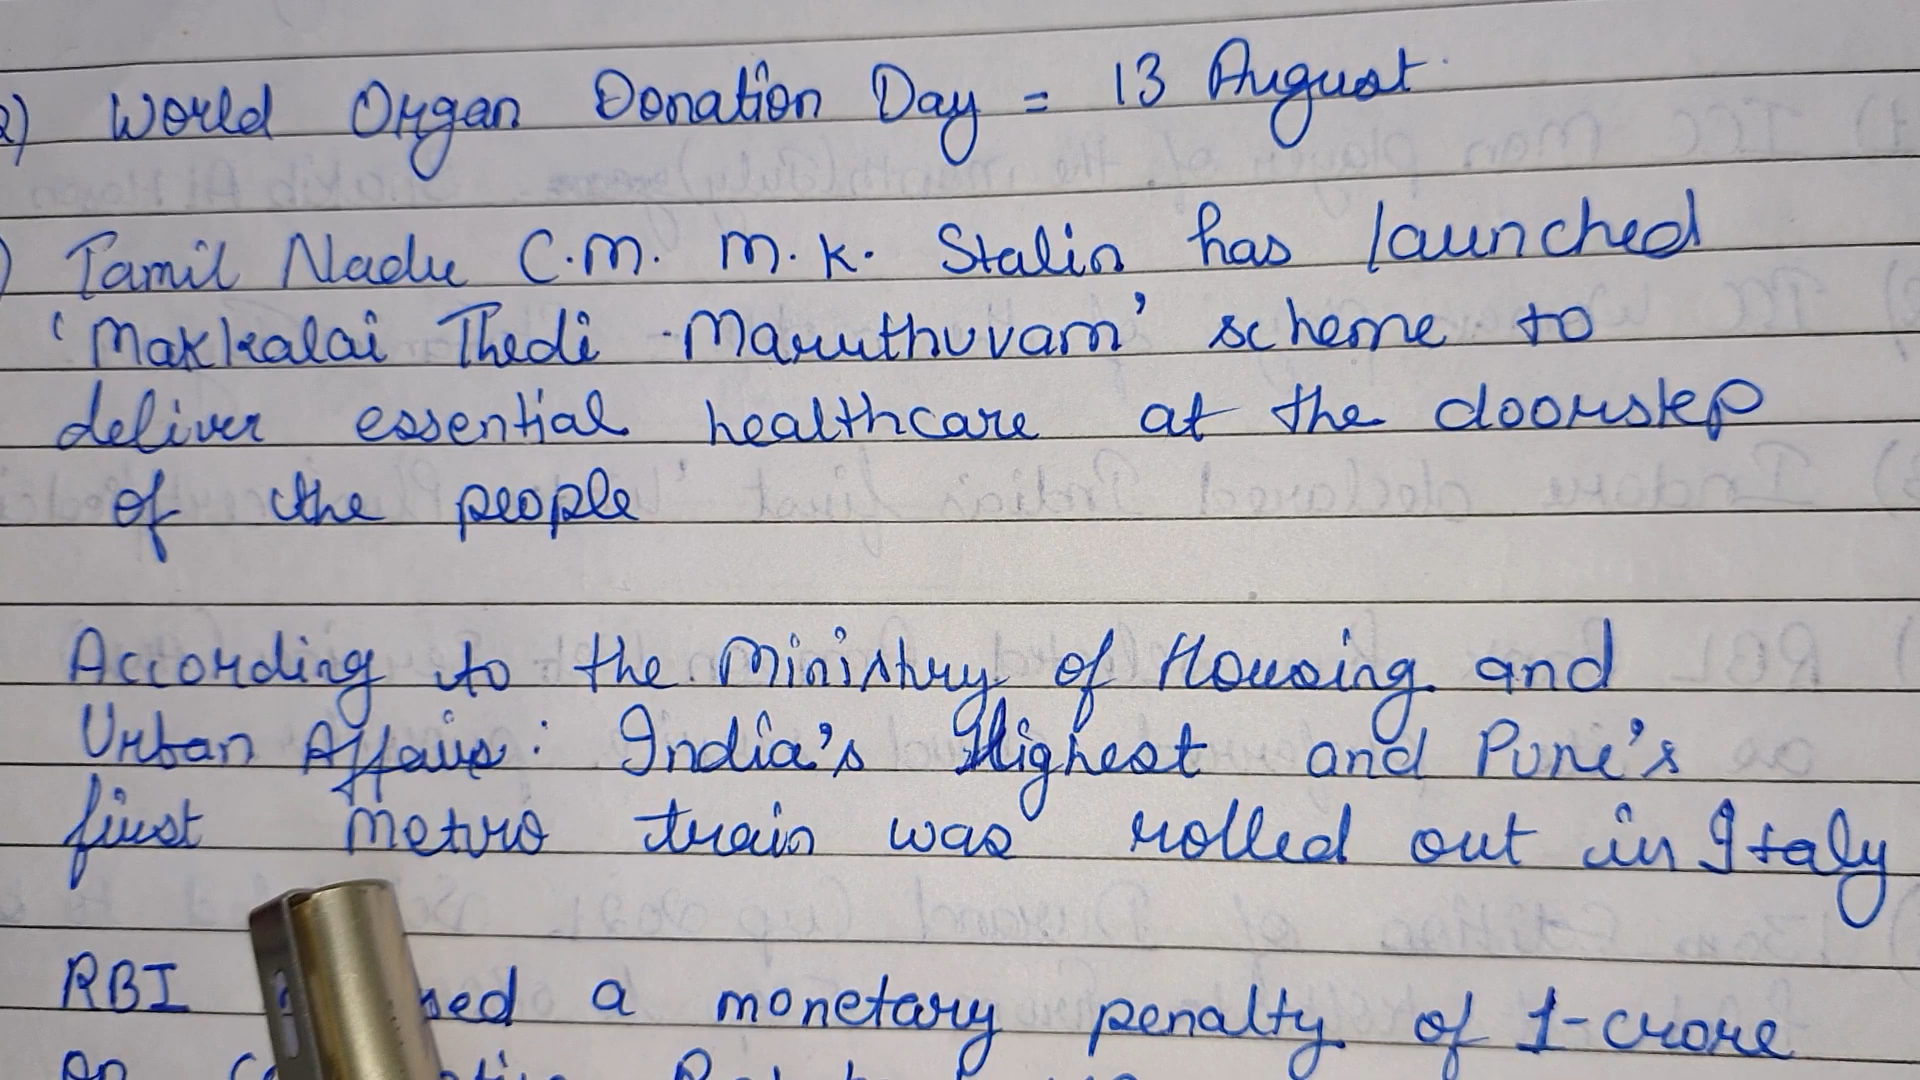 2) World Organ Donation Day = 13 August.
) Tamil Nadu C.M. M.K. Stalin has launched
'Makkalai Thedi Maruthuvam' scheme to
deliver essential healthcare at the doorstep
of the people
According to the Ministry of Housing and
Urban Affairs: India's Highest and Pune's
first metro train was rolled out in Italy
RBI a monetary penalty of 1-crore
on